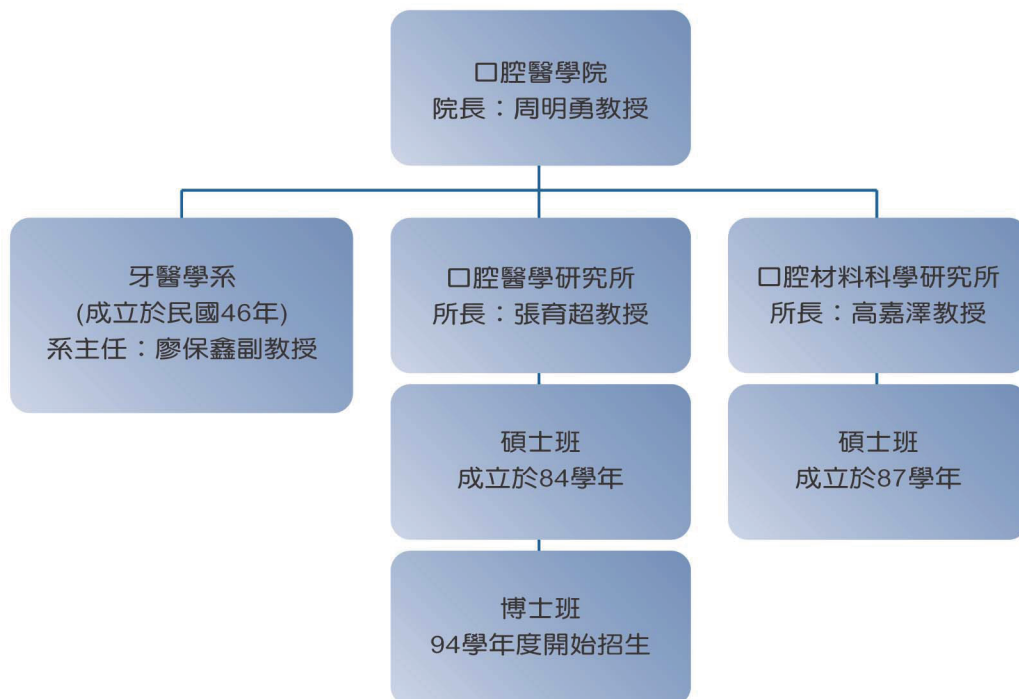 口腔醫學院
院長：周明勇教授
牙醫學系
(成立於民國46年)
系主任：廖保鑫副教授
口腔醫學研究所
所長：張育超教授
口腔材料科學研究所
所長：高嘉澤教授
碩士班
成立於84學年
碩士班
成立於87學年
博士班
94學年度開始招生